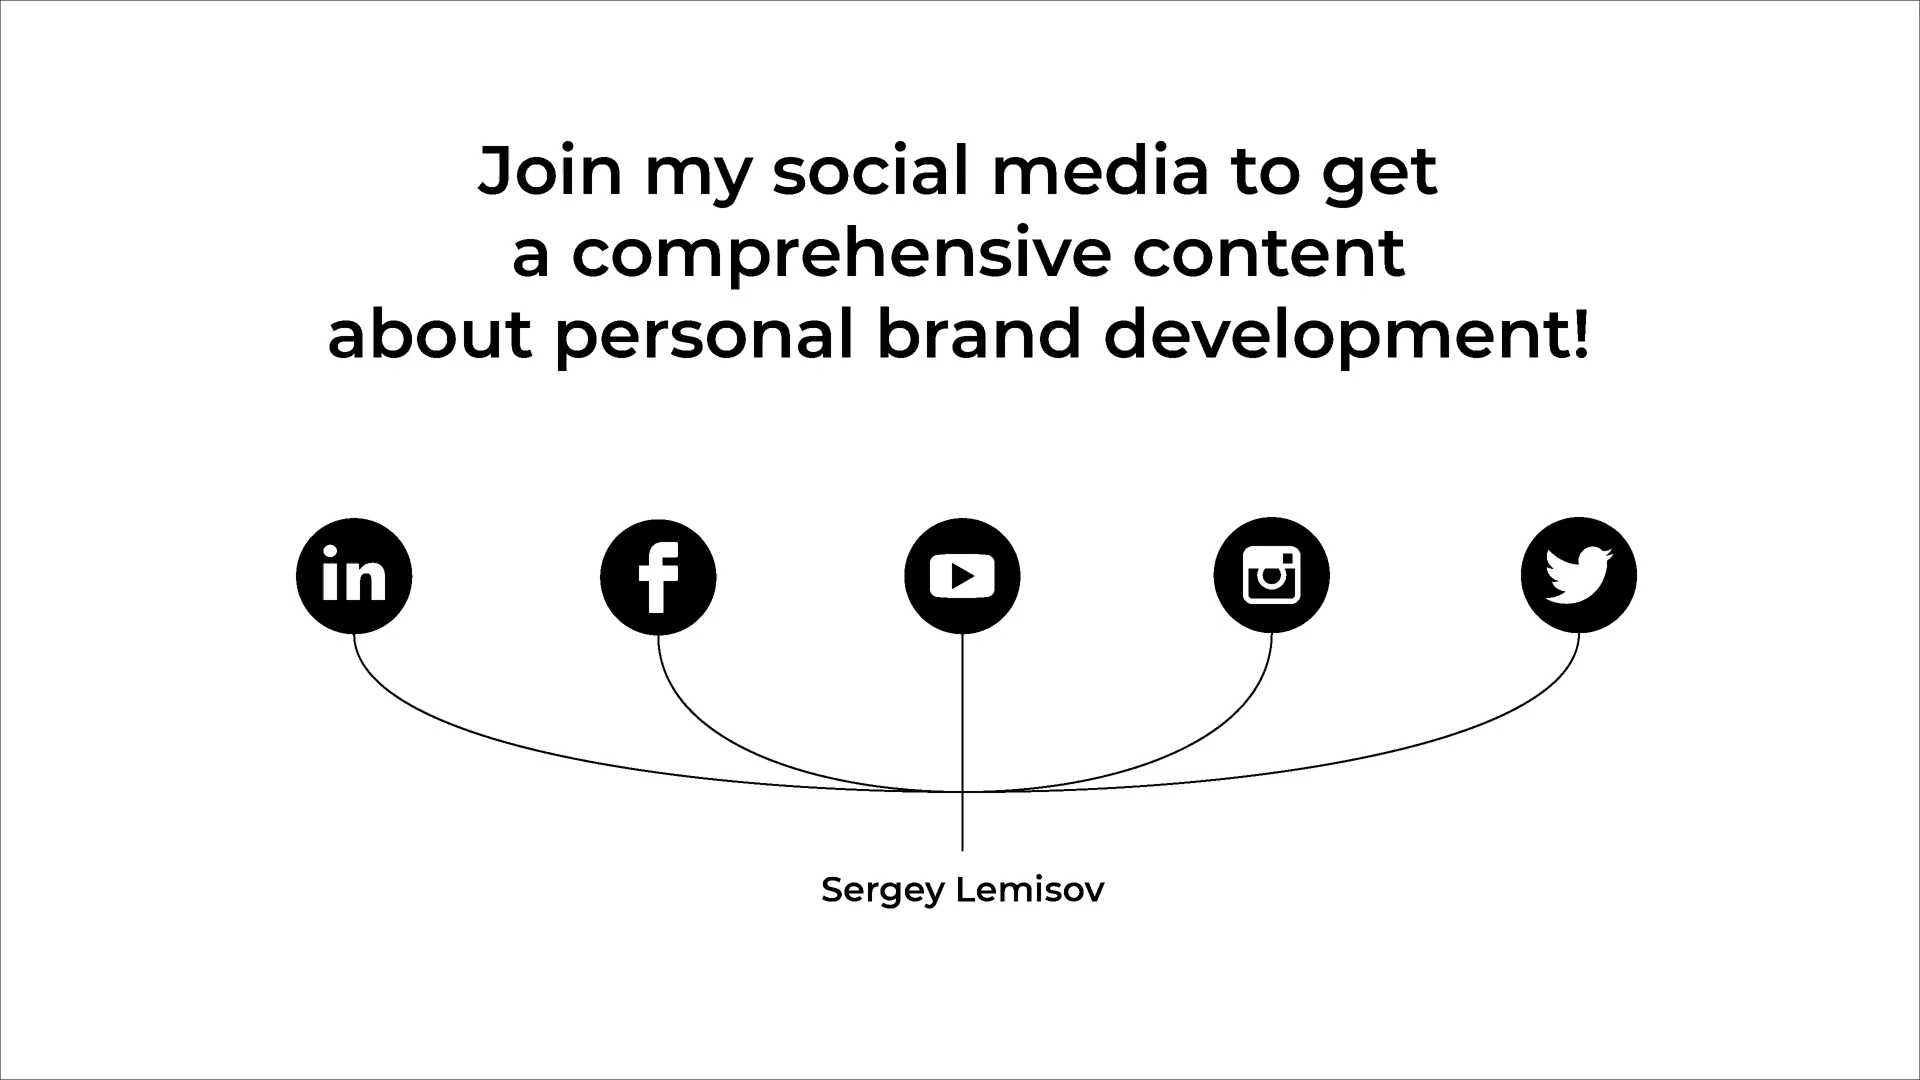 Join my social media to get
a comprehensive content
about personal brand development!
in
f
Sergey Lemisov